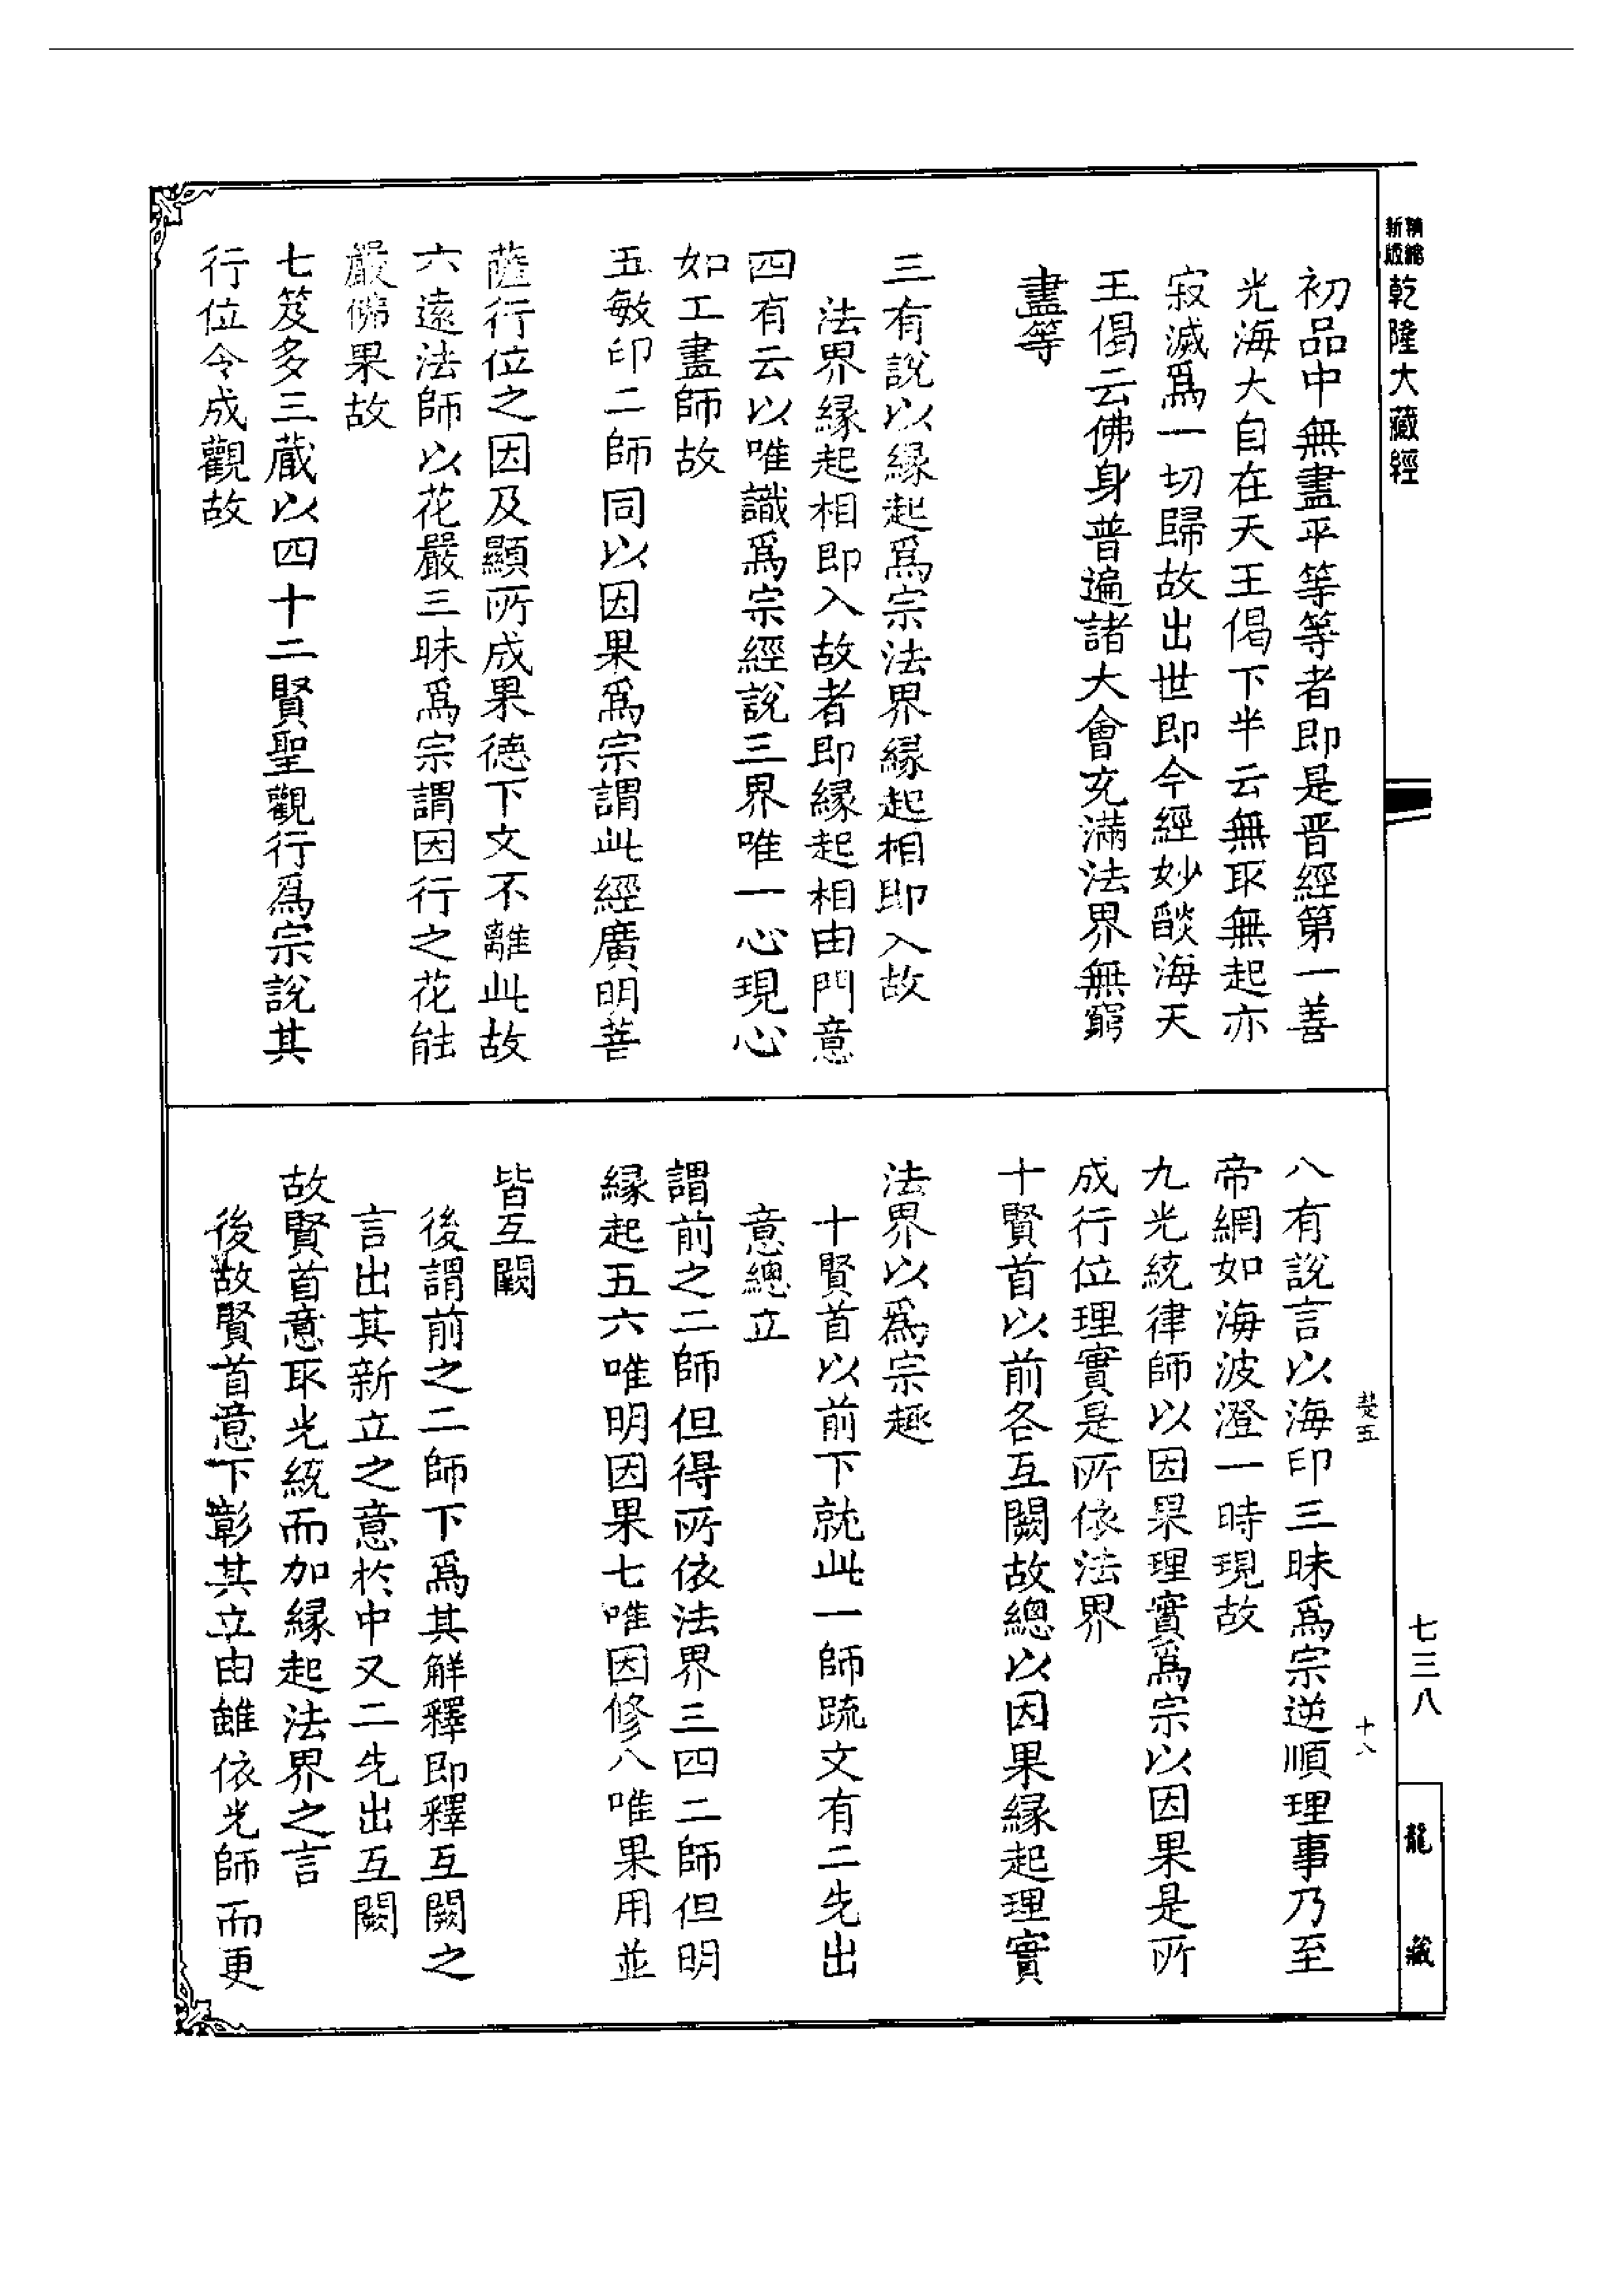 新版精縮
乾隆大藏經
初品中無盡平等等者即是晋經第一善
光海大自在天王偈下半云無取無起亦
寂滅爲一切歸故出世即今經妙燄海天
王偈云佛身普遍諸大會充滿法界無窮
盡等
三有說以緣起爲宗法界緣起相即入故
法界緣起相即入故者即緣起相由門意
四有云以唯識爲宗經說三界唯一心現心
如工畫師故
五敏印二師同以因果爲宗謂此經廣明菩
薩行位之因及顯所成果德下文不離此故
六遠法師以花嚴三昧爲宗謂因行之花能
嚴佛果故
七笈多三藏以四十二賢聖觀行爲宗說其
行位令成觀故
八有說言以海印三昧爲宗逆順理事乃至
帝網如海波澄一時現故
九光統律師以因果理實爲宗以因果是所
成行位理實是所依法界
十賢首以前各互闕故總以因果緣起理實
法界以爲宗趣
十賢首以前下就此一師疏文有二先出
意總立
謂前之二師但得所依法界三四二師但明
緣起五六唯明因果七唯因修八唯果用並
皆互闕
後謂前之二師下爲其解釋即釋互闕之
言出其新立之意於中又二先出互闕
故賢首意取光統而加緣起法界之言
後故賢首意下彰其立由雖依光師而更
七三八
十八
龍藏